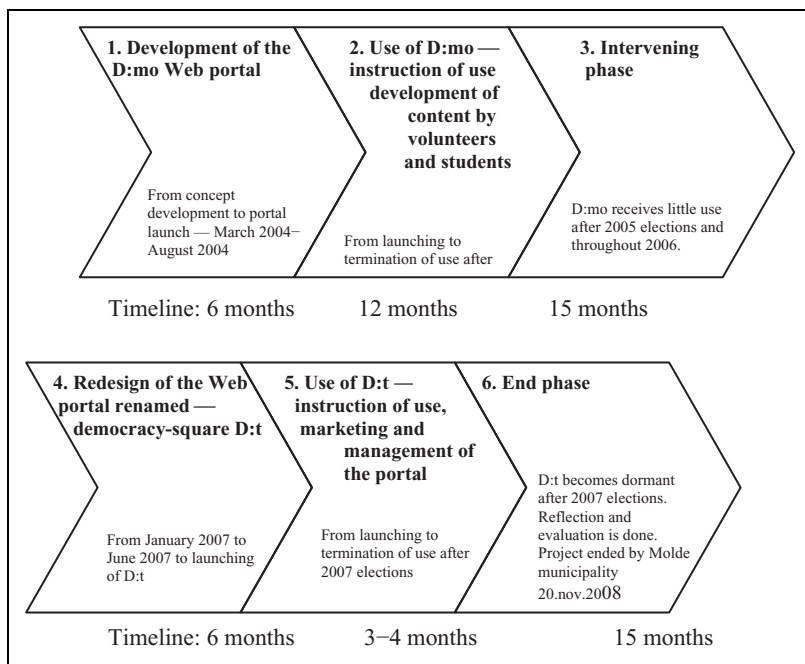 1. Development of the
D:mo Web portal
From concept
development to portal
launch — March 2004–
August 2004
2. Use of D:mo —
instruction of use
development of
content by
volunteers
and students
From launching to
termination of use after
3. Intervening
phase
D:mo receives little use
after 2005 elections and
throughout 2006.
Timeline: 6 months 12 months 15 months
4. Redesign of the Web
portal renamed —
democracy-square D:t
From January 2007 to
June 2007 to launching
of D:t
5. Use of D:t —
instruction of use,
marketing and
management of
the portal
From launching to
termination of use after
2007 elections
6. End phase
D:t becomes dormant
after 2007 elections.
Reflection and
evaluation is done.
Project ended by Molde
municipality
20.nov.2008
Timeline: 6 months 3–4 months 15 months